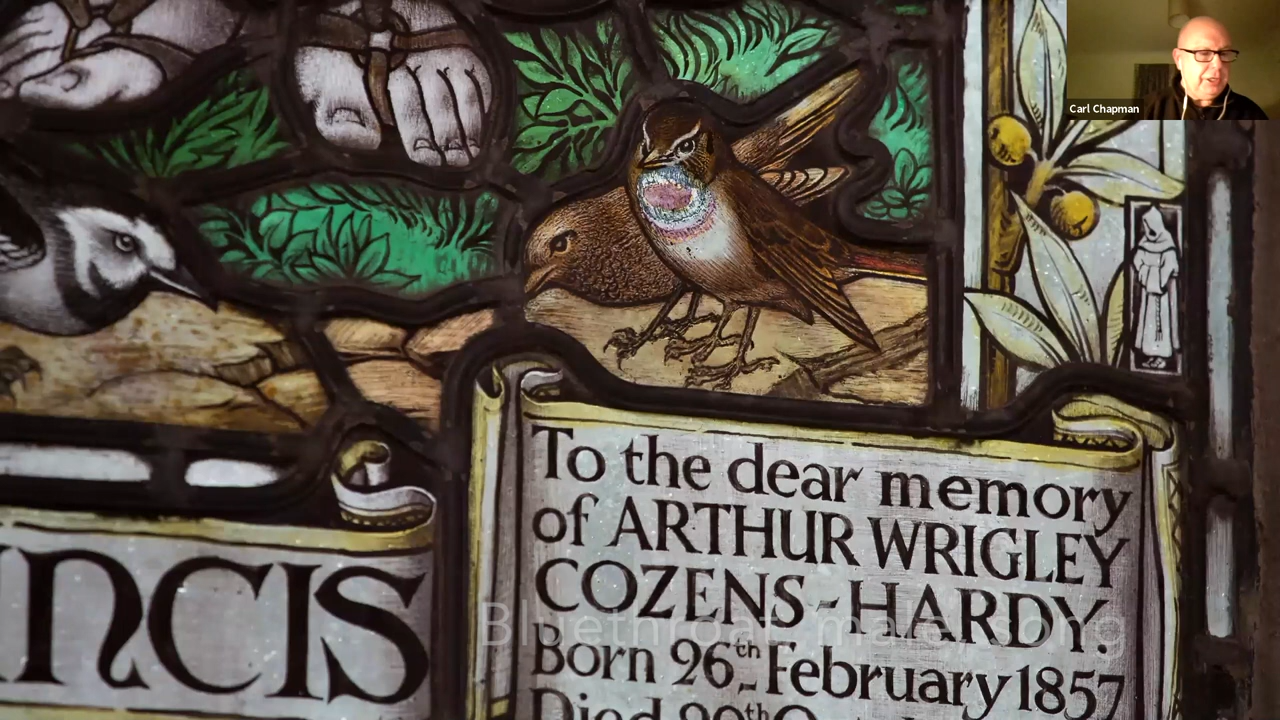 Carl Chapman
To the dear memory
of ARTHUR WRIGLEY
COZENS-HARDY.
Born 26th February 1857
Died
NCIS
Bluethroat, male, song